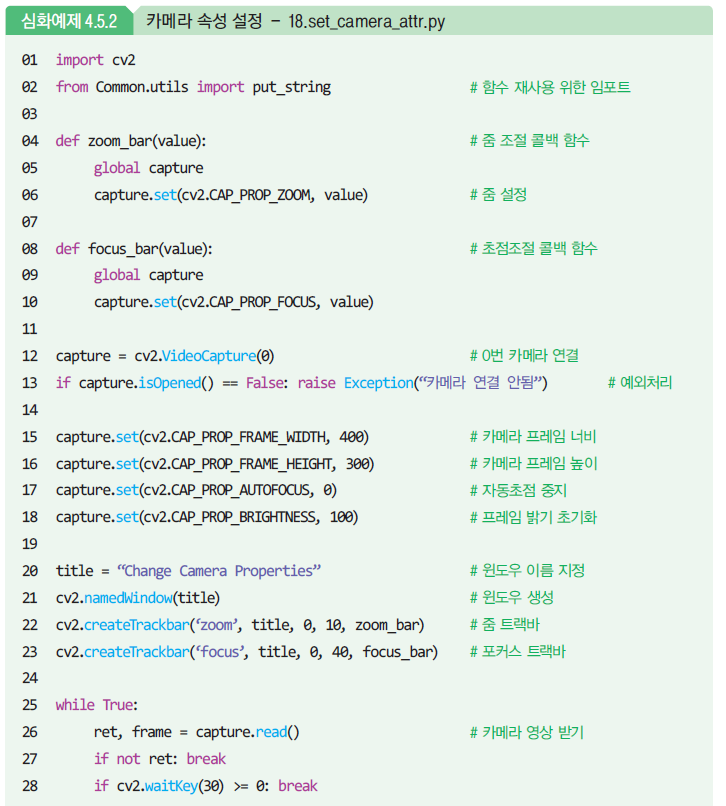 심화예제 4.5.2 카메라 속성 설정 - 18.set_camera_attr.py
01 import cv2
02 from Common.utils import put_string # 함수 재사용 위한 임포트
03
04 def zoom_bar(value): # 줌 조절 콜백 함수
05 global capture
06 capture.set(cv2.CAP_PROP_ZOOM, value) # 줌 설정
07
08 def focus_bar(value): # 초점조절 콜백 함수
09 global capture
10 capture.set(cv2.CAP_PROP_FOCUS, value)
11
12 capture = cv2.VideoCapture(0) # 0번 카메라 연결
13 if capture.isOpened() == False: raise Exception(“카메라 연결 안됨”) # 예외처리
14
15 capture.set(cv2.CAP_PROP_FRAME_WIDTH, 400) # 카메라 프레임 너비
16 capture.set(cv2.CAP_PROP_FRAME_HEIGHT, 300) # 카메라 프레임 높이
17 capture.set(cv2.CAP_PROP_AUTOFOCUS, 0) # 자동초점 중지
18 capture.set(cv2.CAP_PROP_BRIGHTNESS, 100) # 프레임 밝기 초기화
19
20 title = “Change Camera Properties” # 윈도우 이름 지정
21 cv2.namedWindow(title) # 윈도우 생성
22 cv2.createTrackbar(‘zoom’, title, 0, 10, zoom_bar) # 줌 트랙바
23 cv2.createTrackbar(‘focus’, title, 0, 40, focus_bar) # 포커스 트랙바
24
25 while True:
26 ret, frame = capture.read() # 카메라 영상 받기
27 if not ret: break
28 if cv2.waitKey(30) >= 0: break